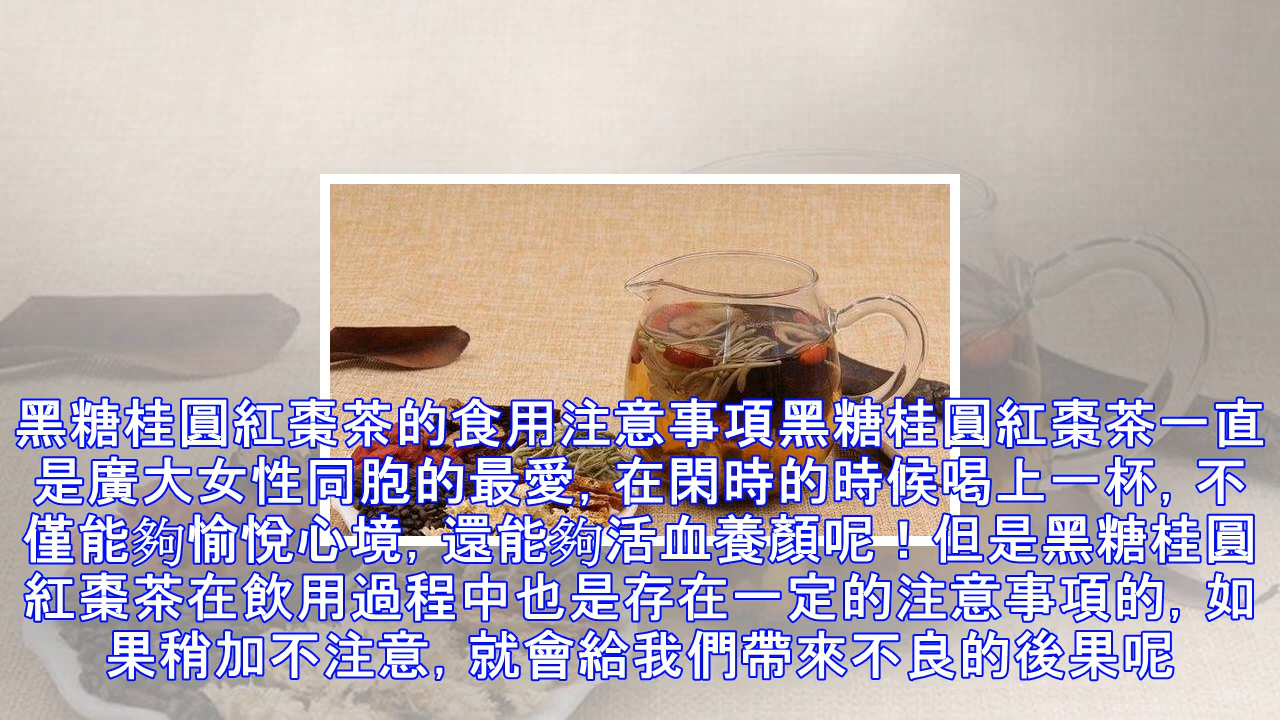 黑糖桂圓紅棗茶的食用注意事項黑糖桂圓紅棗茶一直
是廣大女性同胞的最愛, 在閑時的時候喝上一杯, 不
僅能夠愉悅心境, 還能夠活血養顏呢！但是黑糖桂圓
紅棗茶在飲用過程中也是存在一定的注意事項的, 如
果稍加不注意, 就會給我們帶來不良的後果呢